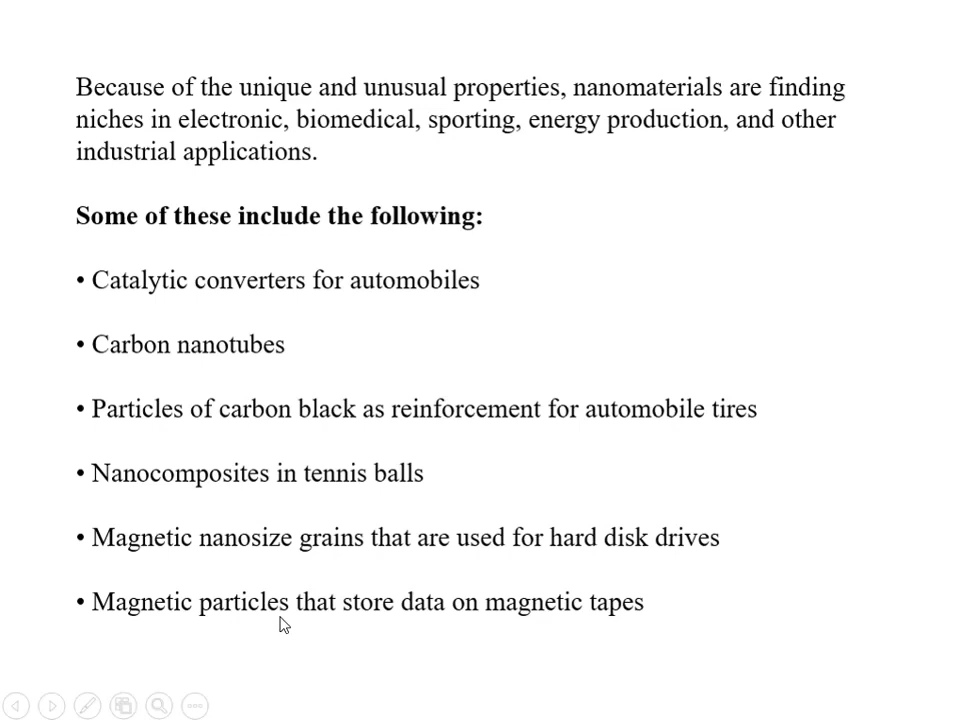 Because of the unique and unusual properties, nanomaterials are finding
niches in electronic, biomedical, sporting, energy production, and other
industrial applications.
Some of these include the following:
• Catalytic converters for automobiles
• Carbon nanotubes
• Particles of carbon black as reinforcement for automobile tires
• Nanocomposites in tennis balls
• Magnetic nanosize grains that are used for hard disk drives
• Magnetic particles that store data on magnetic tapes